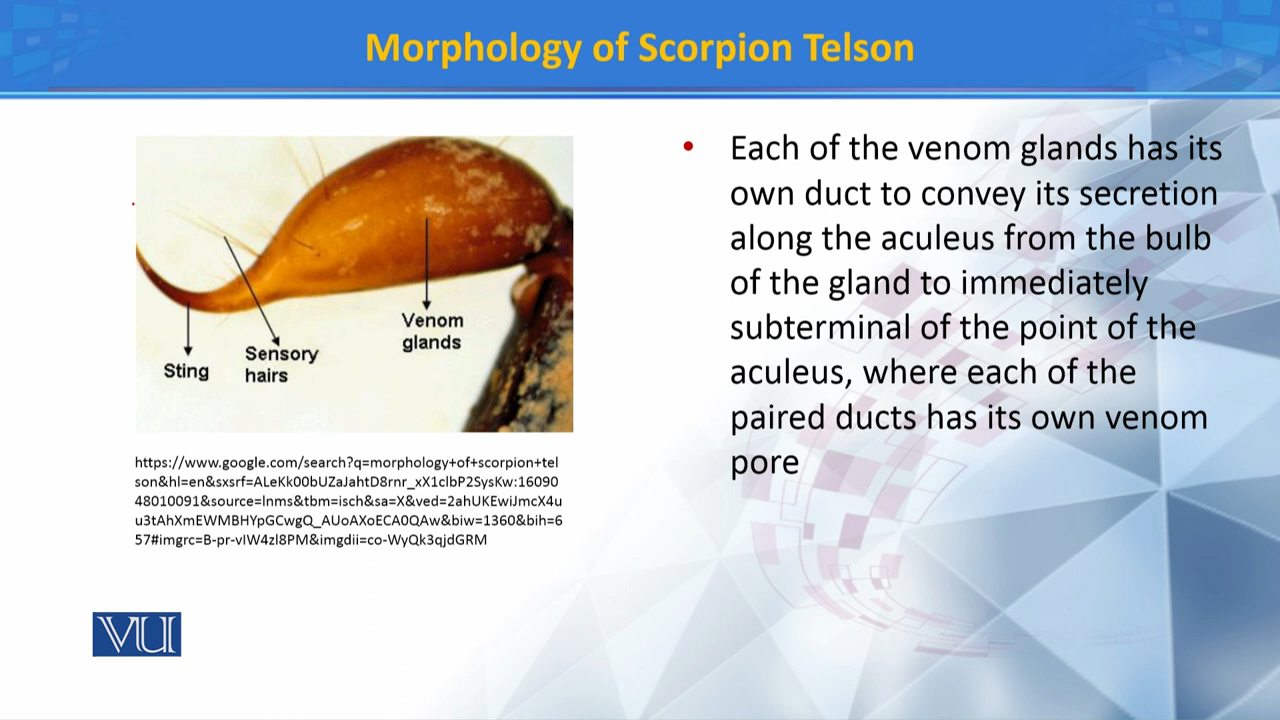 Morphology of Scorpion Telson
Sting
Sensory
hairs
Venom
glands
https://www.google.com/search?q=morphology+of+scorpion+tel
son&hl=en&sxsrf=ALeKk00bUZaJahtD8rnr_xX1clbP2SysKw:16090
48010091&source=lnms&tbm=isch&sa=X&ved=2ahUKEwiJmcX4u
u3tAhXmEWMBHYpGCwgQ_AUoAXoECA0QAw&biw=1360&bih=6
57#imgrc=B-pr-vIW4zl8PM&imgdii=co-WyQk3qjdGRM
• Each of the venom glands has its
own duct to convey its secretion
along the aculeus from the bulb
of the gland to immediately
subterminal of the point of the
aculeus, where each of the
paired ducts has its own venom
pore
VU